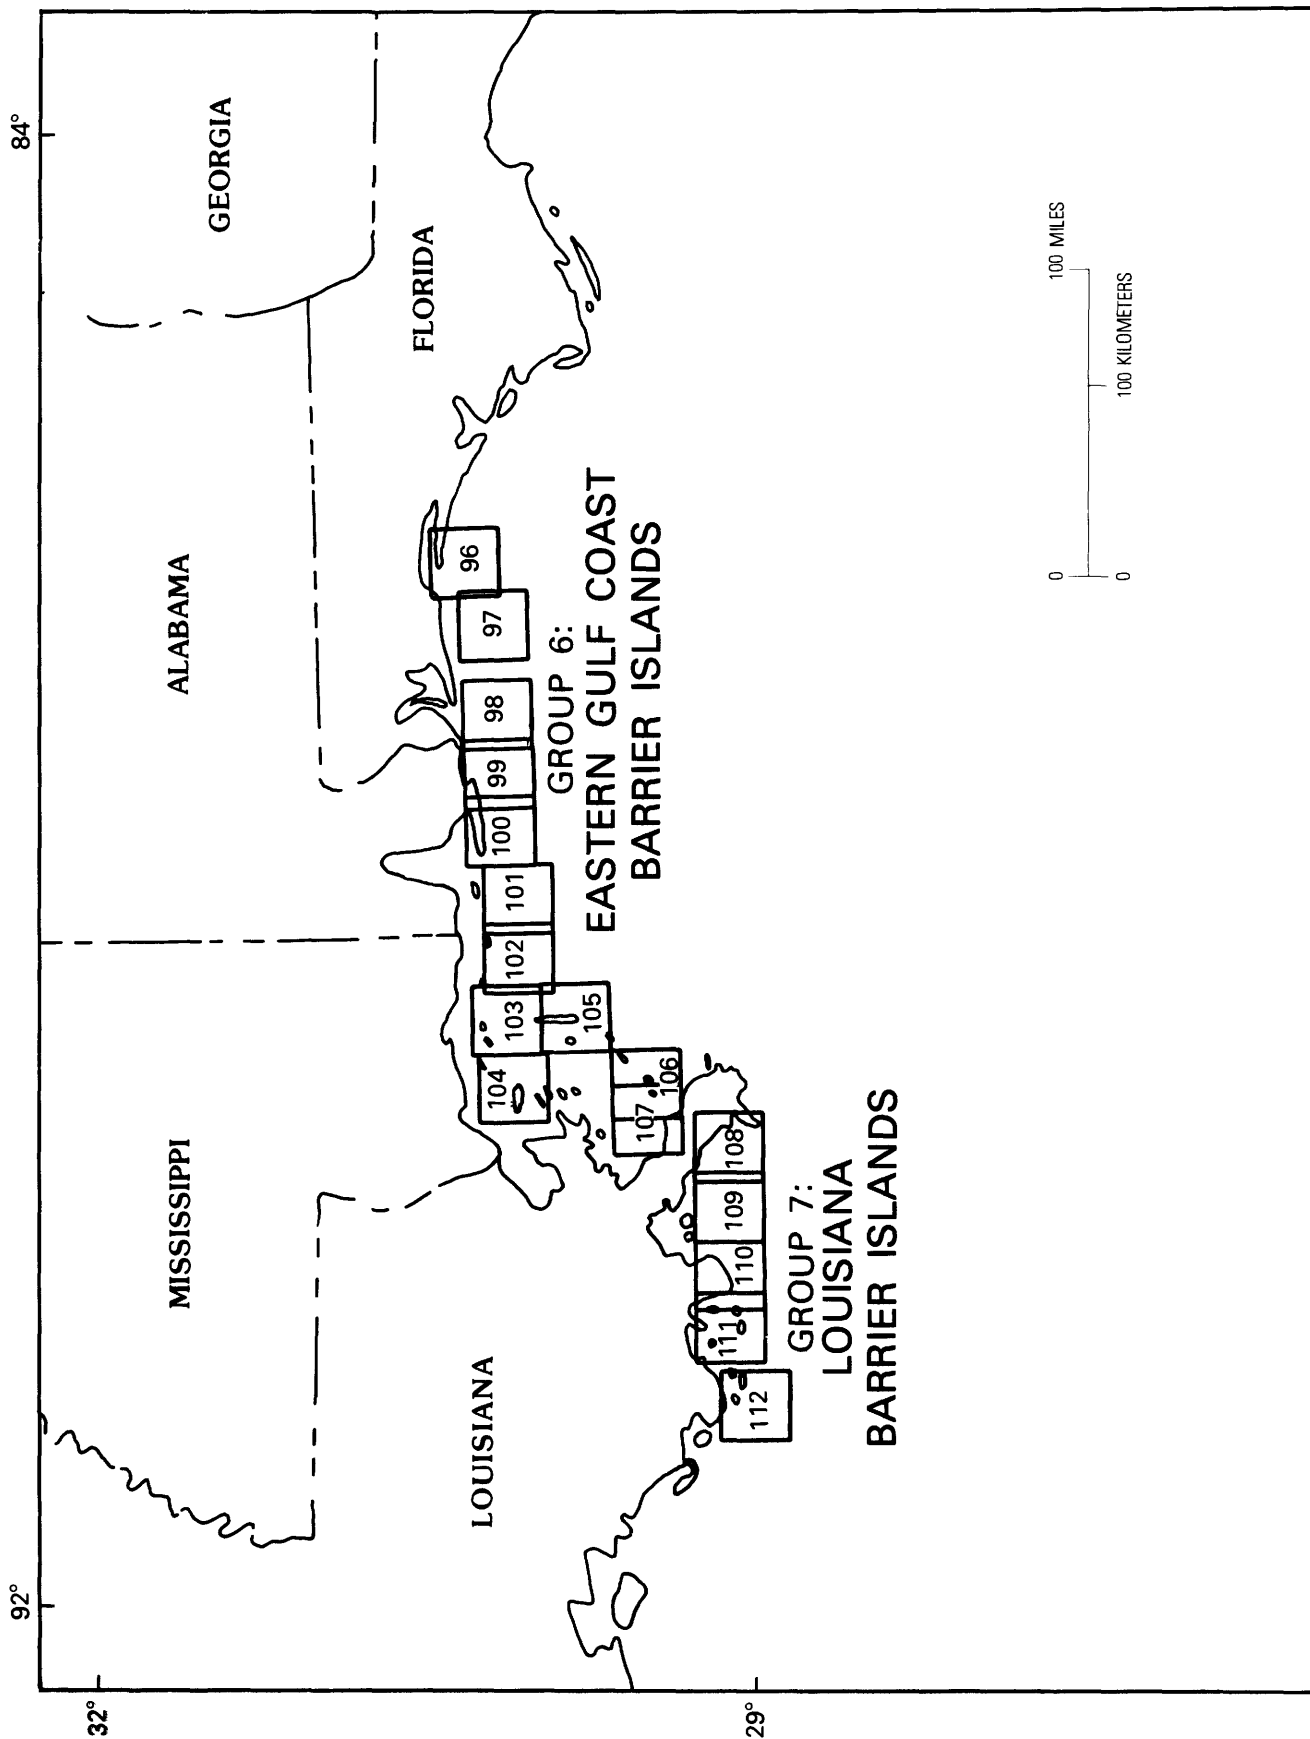 92°
84°
32°
29°
MISSISSIPPI
ALABAMA
GEORGIA
LOUISIANA
FLORIDA
96
97
98
99
100
101
102
103
104
105
106
107
108
109
110
111
112
GROUP 6:
EASTERN GULF COAST
BARRIER ISLANDS
GROUP 7:
LOUISIANA
BARRIER ISLANDS
0
100 MILES
0
100 KILOMETERS